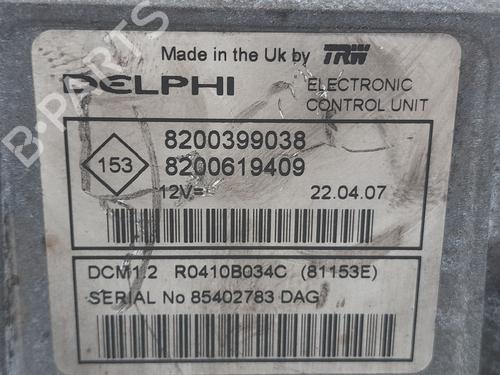 Made in the Uk by TRW
DELPHI
ELECTRONIC
CONTROL UNIT
153
8200399038
8200619409
12V=
22.04.07
DCM1.2 R0410B034C (81153E)
SERIAL No 85402783 DAG
B-PARTS